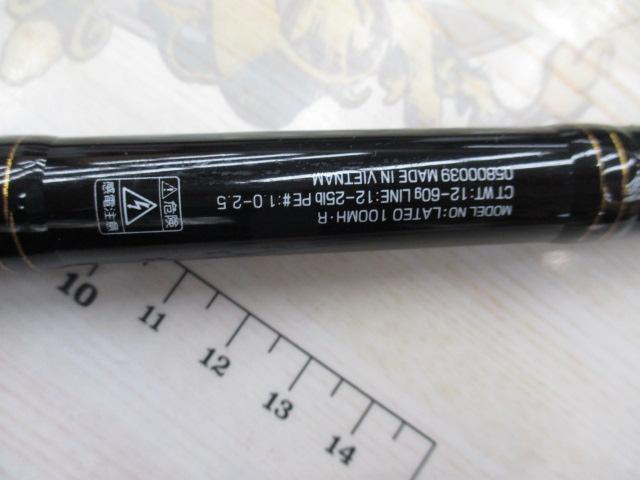 MODEL NO:LATEO 100MH·R
CT WT:12-60g LINE:12-25lb PE#:1.0-2.5
05800039 MADE IN VIETNAM
⚠危険
感電注意
10
11
12
13
14